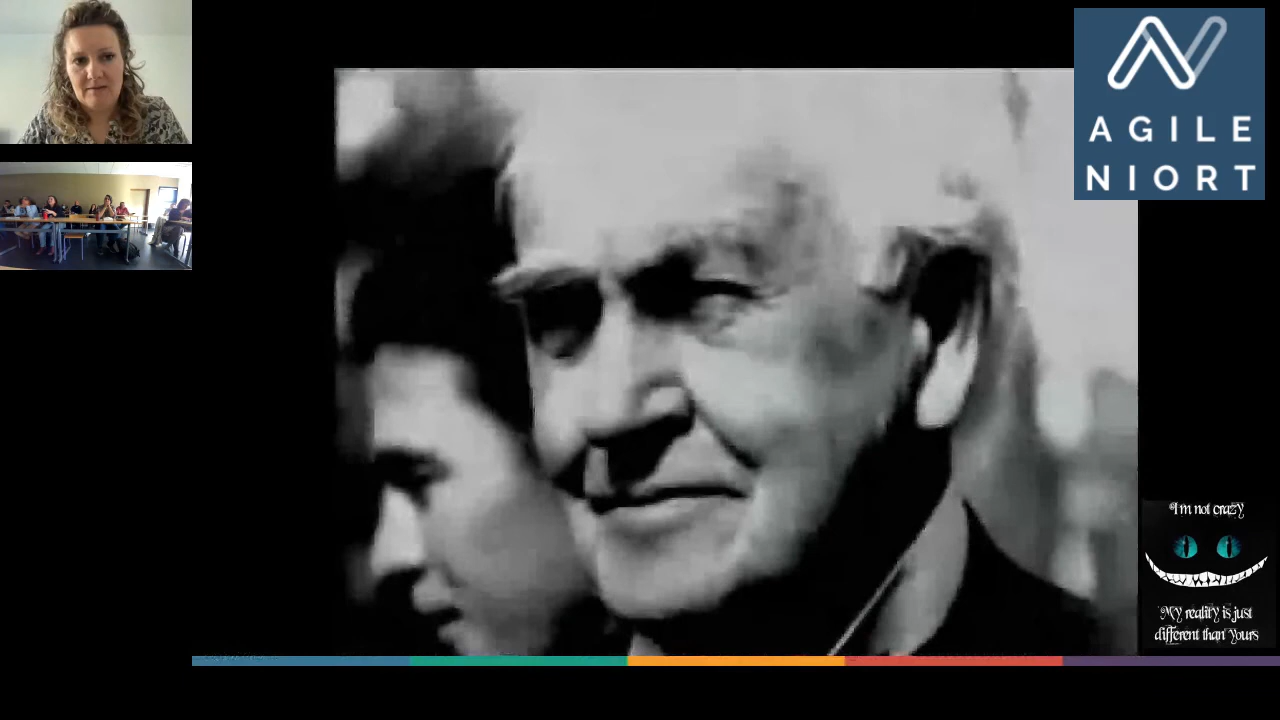 AGILE
NIORT
I'm not crazy
My reality is just
different than Yours